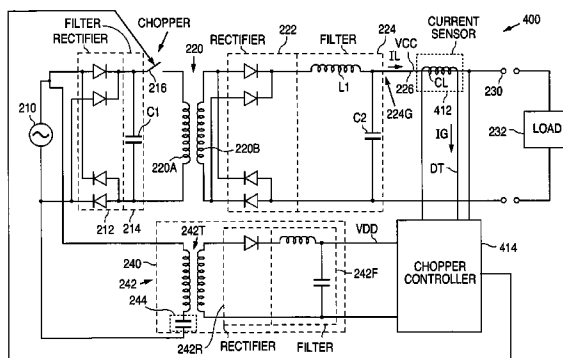 FILTER
RECTIFIER
CHOPPER
216
220
RECTIFIER
222
224
FILTER
CURRENT
SENSOR
400
IL
VCC
226
CL
412
230
L1
224G
210
C1
C2
IG
232
LOAD
220A
220B
DT
212
214
242T
VDD
414
240
242
244
242F
CHOPPER
CONTROLLER
242R
RECTIFIER
FILTER